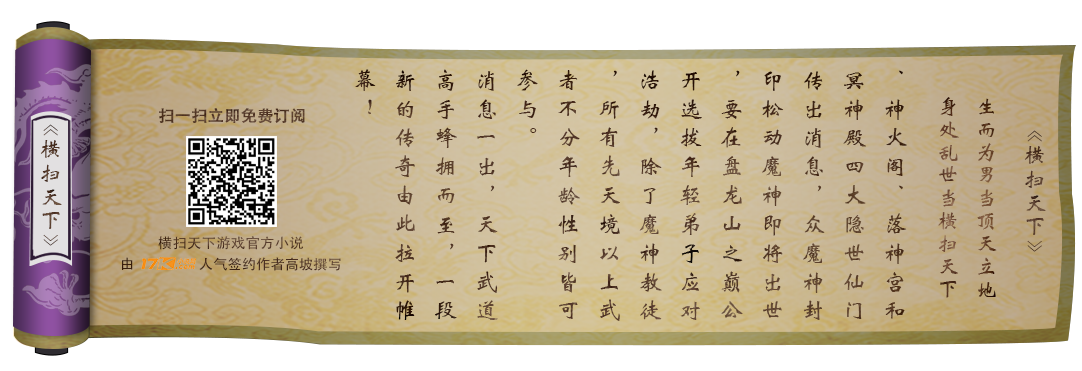 《横扫天下》
生而为男当顶天立地
身处乱世当横扫天下
、神火阁、落神宫和
冥神殿四大隐世仙门
传出消息，众魔神封
印松动魔神即将出世
，要在盘龙山之巅公
开选拔年轻弟子应对
浩劫，除了魔神教徒
，所有先天境以上武
者不分年龄性别皆可
参与。
消息一出，天下武道
高手蜂拥而至，一段
新的传奇由此拉开帷
幕！
扫一扫立即免费订阅
横扫天下游戏官方小说
由 人气签约作者高坡撰写
《横扫天下》